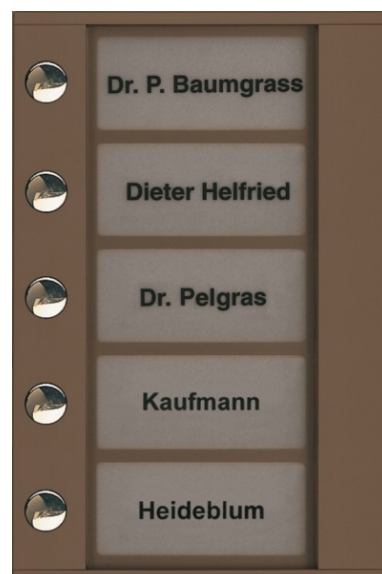 Dr. P. Baumgrass
Dieter Helfried
Dr. Pelgras
Kaufmann
Heideblum